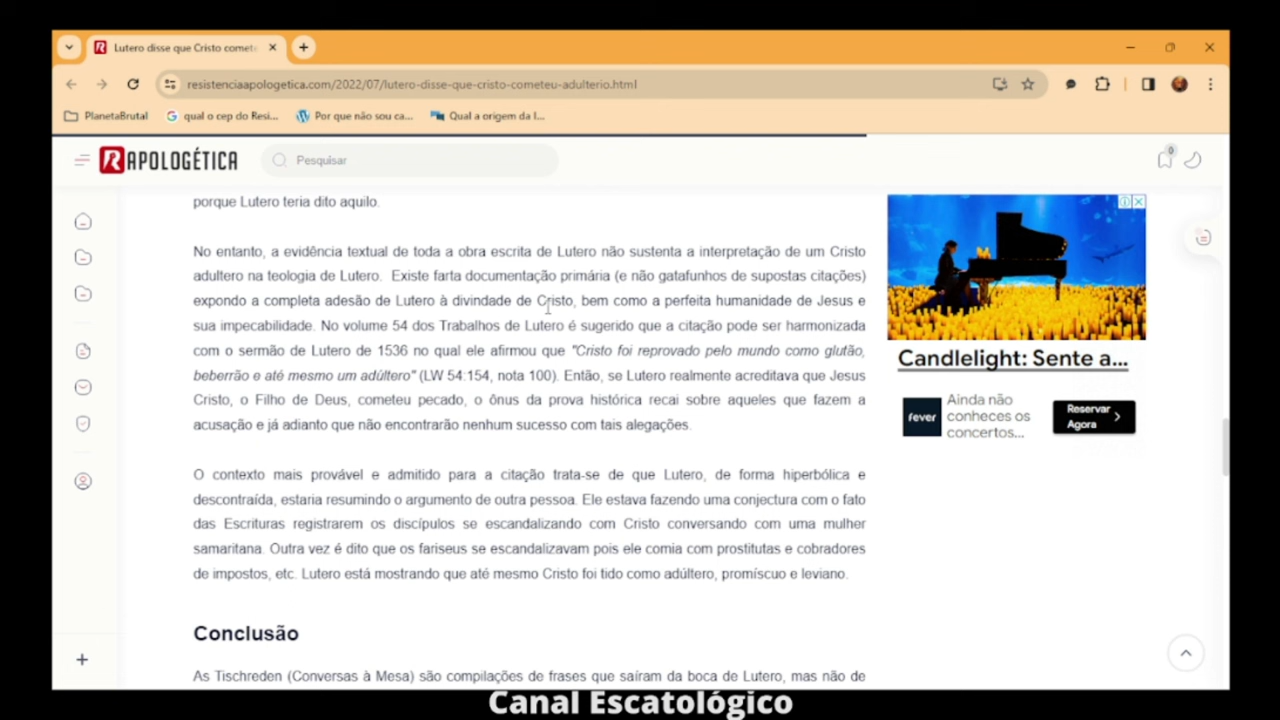 Lutero disse que Cristo comet
resistenciaapologetica.com/2022/07/lutero-disse-que-cristo-cometeu-adulterio.html
PlanetaBrutal
qual o cep do Resi...
Por que não sou ca...
Qual a origem da I...
R APOLOGÉTICA
Pesquisar
0
porque Lutero teria dito aquilo.
No entanto, a evidência textual de toda a obra escrita de Lutero não sustenta a interpretação de um Cristo
adultero na teologia de Lutero. Existe farta documentação primária (e não gatafunhos de supostas citações)
expondo a completa adesão de Lutero à divindade de Cristo, bem como a perfeita humanidade de Jesus e
sua impecabilidade. No volume 54 dos Trabalhos de Lutero é sugerido que a citação pode ser harmonizada
com o sermão de Lutero de 1536 no qual ele afirmou que "Cristo foi reprovado pelo mundo como glutão,
beberrão e até mesmo um adúltero" (LW 54:154, nota 100). Então, se Lutero realmente acreditava que Jesus
Cristo, o Filho de Deus, cometeu pecado, o ônus da prova histórica recai sobre aqueles que fazem a
acusação e já adianto que não encontrarão nenhum sucesso com tais alegações.
O contexto mais provável e admitido para a citação trata-se de que Lutero, de forma hiperbólica e
descontraída, estaria resumindo o argumento de outra pessoa. Ele estava fazendo uma conjectura com o fato
das Escrituras registrarem os discípulos se escandalizando com Cristo conversando com uma mulher
samaritana. Outra vez é dito que os fariseus se escandalizavam pois ele comia com prostitutas e cobradores
de impostos, etc. Lutero está mostrando que até mesmo Cristo foi tido como adúltero, promíscuo e leviano.
Conclusão
As Tischreden (Conversas à Mesa) são compilações de frases que saíram da boca de Lutero, mas não de
Candlelight: Sente a...
fever
Ainda não
conheces os
concertos...
Reservar
Agora
Canal Escatológico